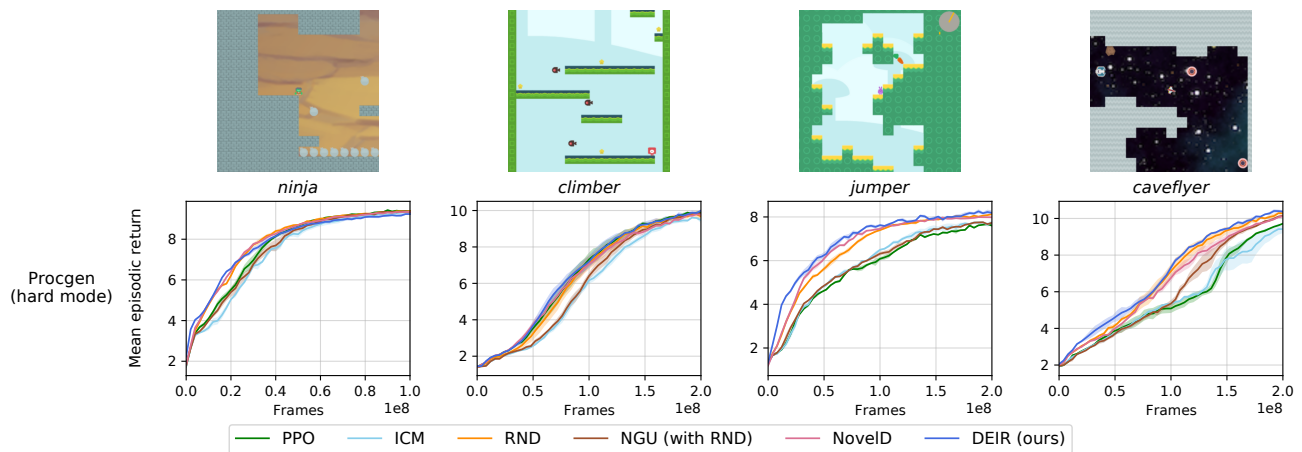 ninja climber jumper caveflyer
Procgen
(hard mode)
Mean episodic return
8
6
4
2
0.0 0.2 0.4 0.6 0.8 1.0
Frames 1e8
10
8
6
4
2
0.0 0.5 1.0 1.5 2.0
Frames 1e8
8
6
4
2
0.0 0.5 1.0 1.5 2.0
Frames 1e8
10
8
6
4
2
0.0 0.5 1.0 1.5 2.0
Frames 1e8
PPO ICM RND NGU (with RND) NovelD DEIR (ours)